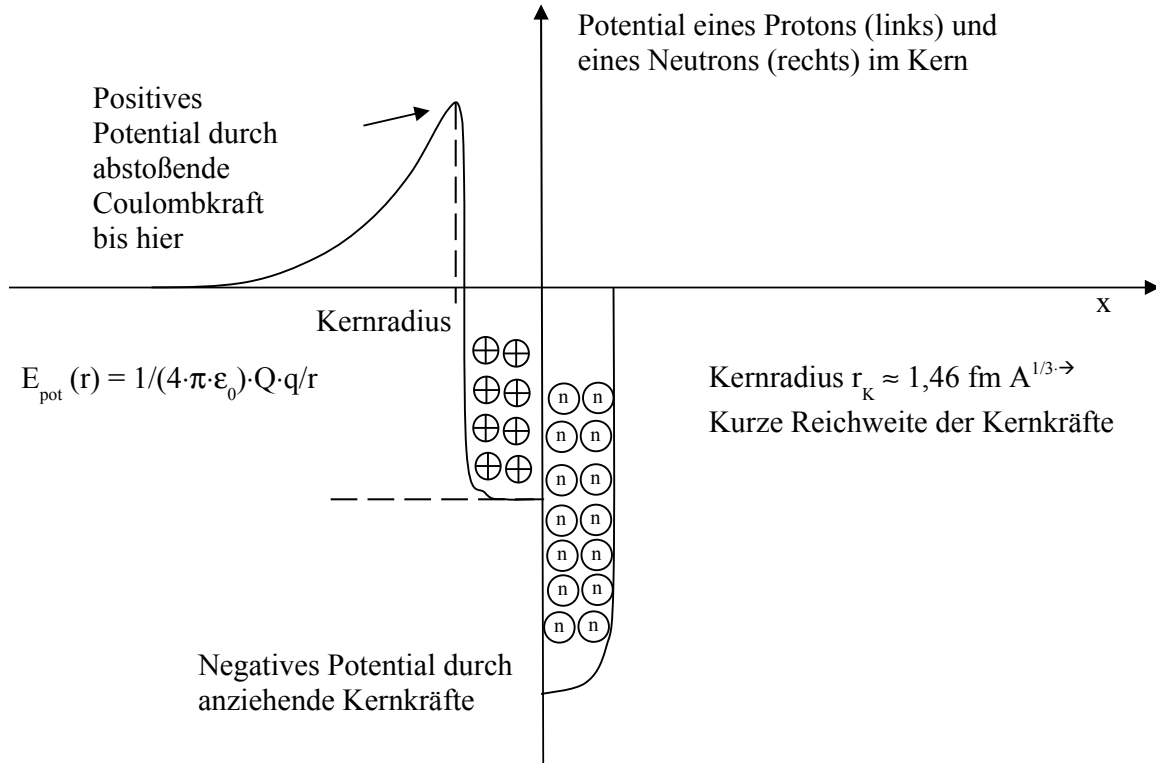 Potential eines Protons (links) und
eines Neutrons (rechts) im Kern
Positives
Potential durch
abstoßende
Coulombkraft
bis hier
x
Kernradius
E_pot (r) = 1/(4·π·ε₀)·Q·q/r
Kernradius r_K ≈ 1,46 fm A^1/3·→
Kurze Reichweite der Kernkräfte
n n
n n
n n
n n
n n
n n
n n
Negatives Potential durch
anziehende Kernkräfte